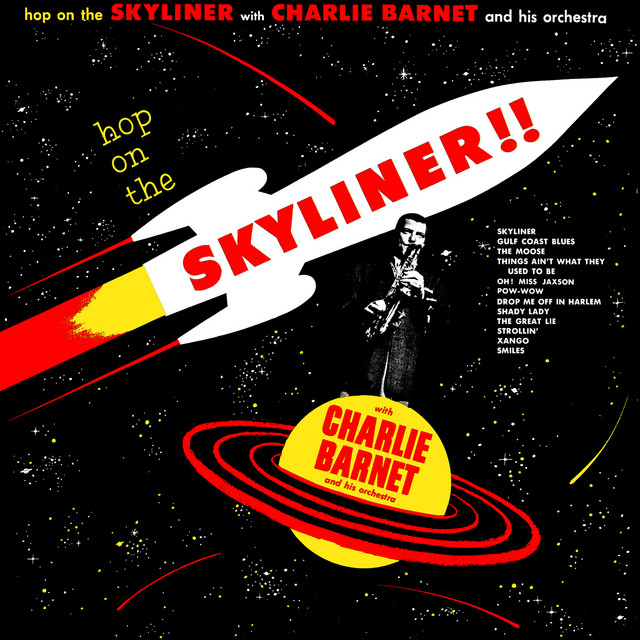 hop on the SKYLINER with CHARLIE BARNET and his orchestra
hop
on
the
SKYLINER!!
SKYLINER
GULF COAST BLUES
THE MOOSE
THINGS AIN'T WHAT THEY
USED TO BE
OH! MISS JAXSON
POW-WOW
DROP ME OFF IN HARLEM
SHADY LADY
THE GREAT LIE
STROLLIN'
XANGO
SMILES
with
CHARLIE
BARNET
and his orchestra